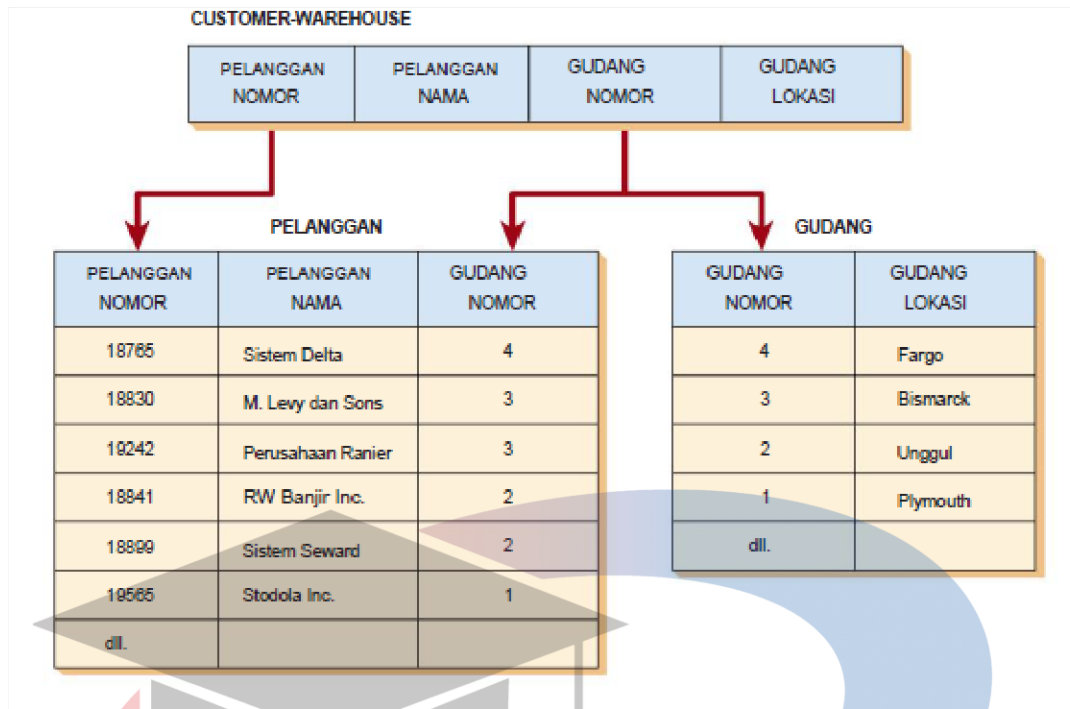 CUSTOMER-WAREHOUSE
PELANGGAN NOMOR
PELANGGAN NAMA
GUDANG NOMOR
GUDANG LOKASI
PELANGGAN
PELANGGAN NOMOR
PELANGGAN NAMA
GUDANG NOMOR
18765 Sistem Delta 4
18830 M. Levy dan Sons 3
19242 Perusahaan Ranier 3
18841 RW Banjir Inc. 2
18899 Sistem Seward 2
19565 Stodola Inc. 1
dll.
GUDANG
GUDANG NOMOR
GUDANG LOKASI
4 Fargo
3 Bismarck
2 Unggul
1 Plymouth
dll.